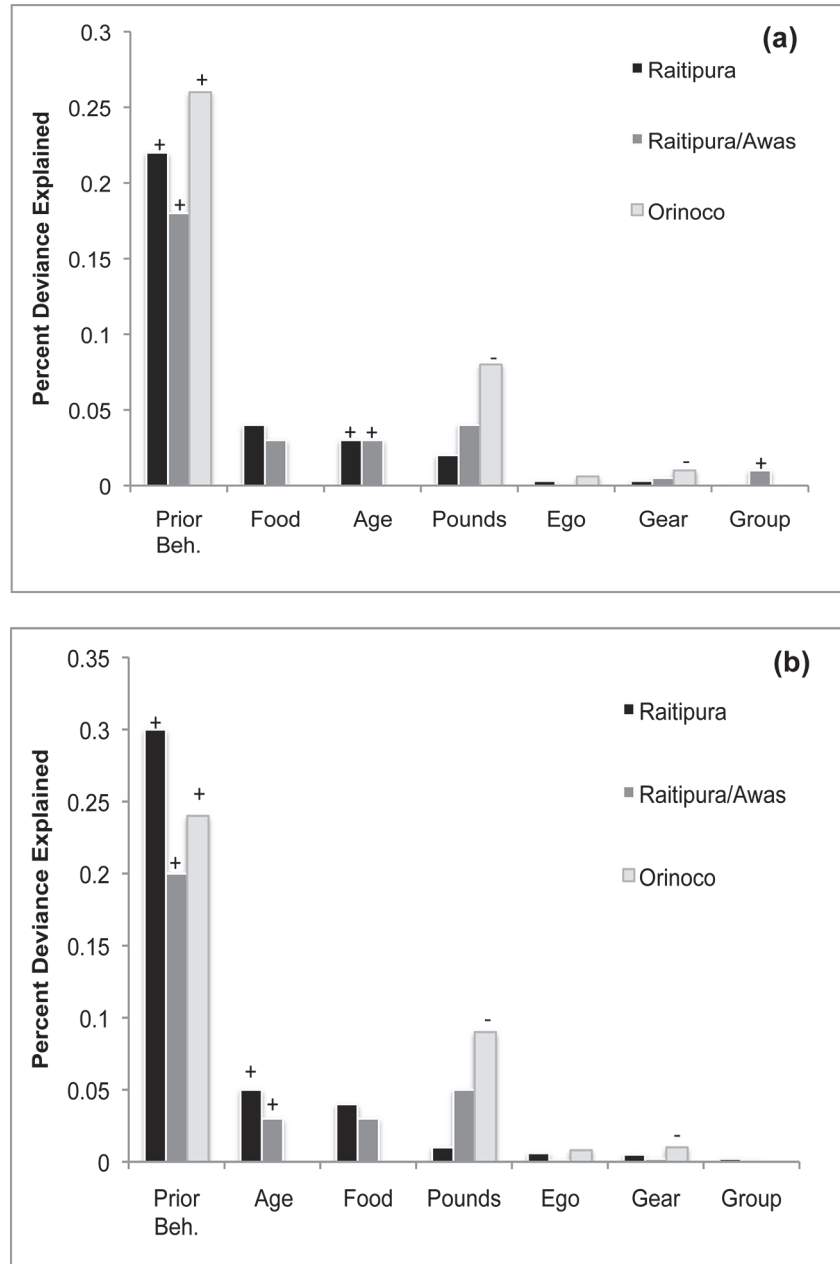 (a)
Percent Deviance Explained
0.3
0.25
0.2
0.15
0.1
0.05
0
+
+
+
+
+
-
-
+
Raitipura
Raitipura/Awas
Orinoco
Prior Beh.
Food
Age
Pounds
Ego
Gear
Group
(b)
Percent Deviance Explained
0.35
0.3
0.25
0.2
0.15
0.1
0.05
0
+
+
+
+
+
-
-
Raitipura
Raitipura/Awas
Orinoco
Prior Beh.
Age
Food
Pounds
Ego
Gear
Group